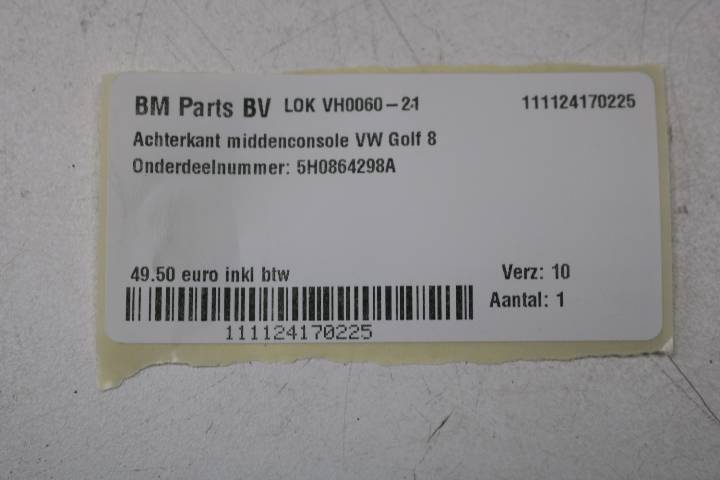 BM Parts BV LOK VH0060-21 111124170225
Achterkant middenconsole VW Golf 8
Onderdeelnummer: 5H0864298A
49.50 euro inkl btw Verz: 10
Aantal: 1
111124170225